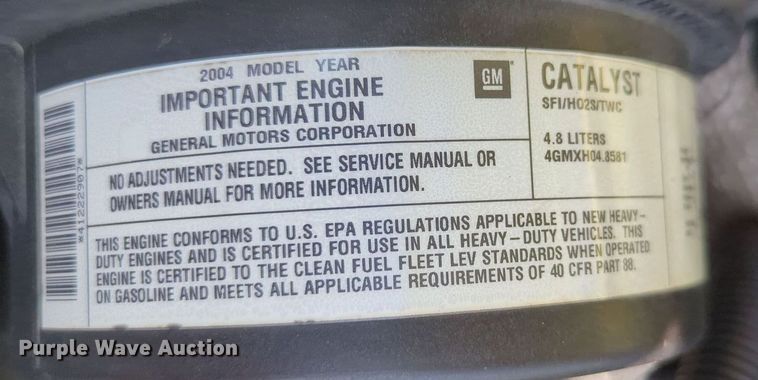 2004 MODEL YEAR
IMPORTANT ENGINE
INFORMATION
GENERAL MOTORS CORPORATION
GM
CATALYST
SFI/HO2S/TWC
4.8 LITERS
4GMXH04.8581
NO ADJUSTMENTS NEEDED. SEE SERVICE MANUAL OR
OWNERS MANUAL FOR MORE INFORMATION.
THIS ENGINE CONFORMS TO U.S. EPA REGULATIONS APPLICABLE TO NEW HEAVY-
DUTY ENGINES AND IS CERTIFIED FOR USE IN ALL HEAVY-DUTY VEHICLES. THIS
ENGINE IS CERTIFIED TO THE CLEAN FUEL FLEET LEV STANDARDS WHEN OPERATED
ON GASOLINE AND MEETS ALL APPLICABLE REQUIREMENTS OF 40 CFR PART 88.
*412222907*
Purple Wave Auction